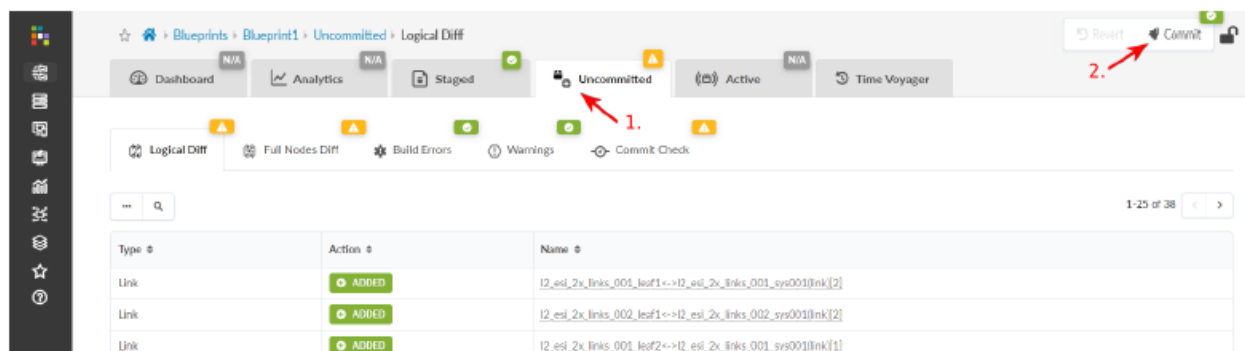 Blueprints › Blueprint1 › Uncommitted › Logical Diff
Revert Commit
2.
Dashboard N/A Analytics N/A Staged Uncommitted Active N/A Time Voyager
1.
Logical Diff Full Nodes Diff Build Errors Warnings Commit Check
1-25 of 38
Type Action Name
Link ADDED l2_esi_2x_links_001_leaf1<->l2_esi_2x_links_001_sys001(link)[2]
Link ADDED l2_esi_2x_links_002_leaf1<->l2_esi_2x_links_002_sys001(link)[2]
Link ADDED l2_esi_2x_links_001_leaf2<->l2_esi_2x_links_001_sys001(link)[1]